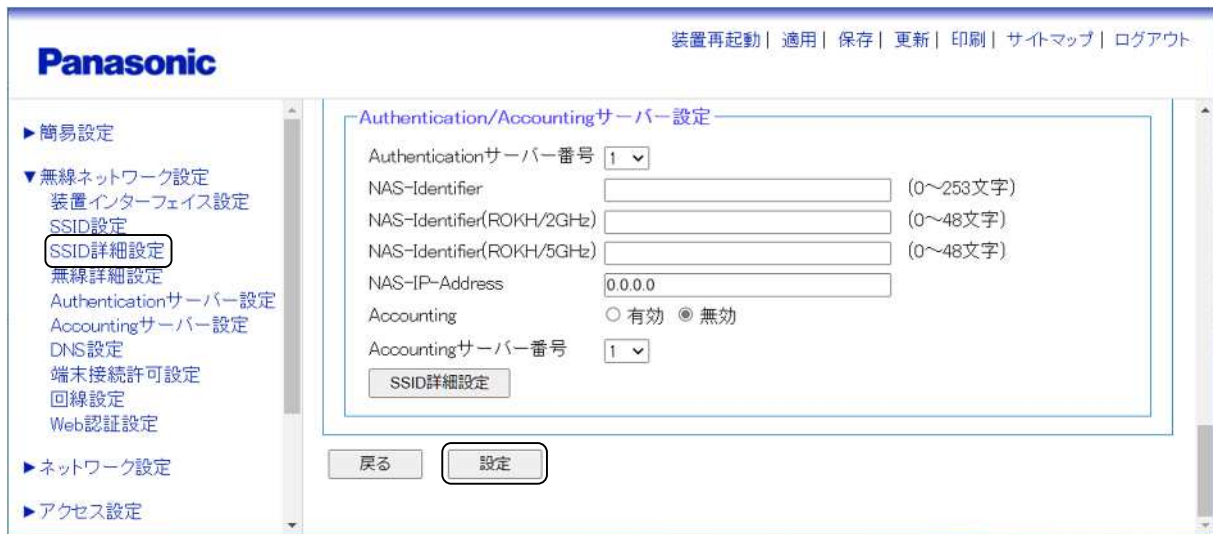 Panasonic
装置再起動| 適用| 保存| 更新| 印刷| サイトマップ| ログアウト
►簡易設定
▼無線ネットワーク設定
装置インターフェイス設定
SSID設定
SSID詳細設定
無線詳細設定
Authenticationサーバー設定
Accountingサーバー設定
DNS設定
端末接続許可設定
回線設定
Web認証設定
►ネットワーク設定
►アクセス設定
Authentication/Accountingサーバー設定
Authenticationサーバー番号 1
NAS-Identifier (0~253文字)
NAS-Identifier(ROKH/2GHz) (0~48文字)
NAS-Identifier(ROKH/5GHz) (0~48文字)
NAS-IP-Address 0.0.0.0
Accounting 有効 無効
Accountingサーバー番号 1
SSID詳細設定
戻る 設定